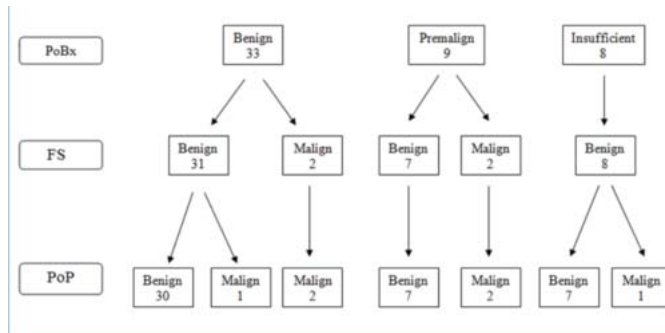 PoBx
Benign
33
Premalign
9
Insufficient
8
FS
Benign
31
Malign
2
Benign
7
Malign
2
Benign
8
PoP
Benign
30
Malign
1
Malign
2
Benign
7
Malign
2
Benign
7
Malign
1